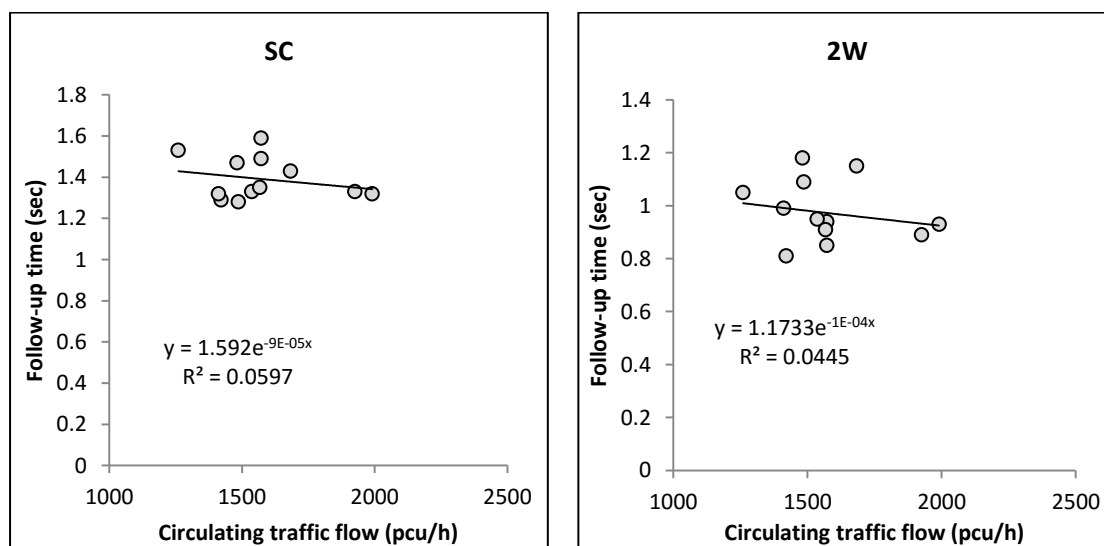 SC
Follow-up time (sec)
1.8
1.6
1.4
1.2
1
0.8
0.6
0.4
0.2
0
y = 1.592e^-9E-05x
R² = 0.0597
1000 1500 2000 2500
Circulating traffic flow (pcu/h)
2W
Follow-up time (sec)
1.4
1.2
1
0.8
0.6
0.4
0.2
0
y = 1.1733e^-1E-04x
R² = 0.0445
1000 1500 2000 2500
Circulating traffic flow (pcu/h)